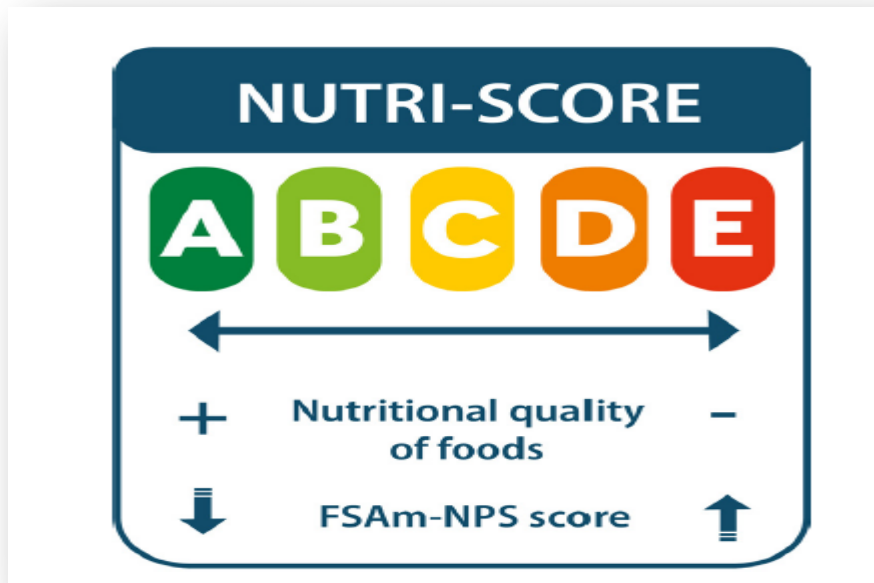 NUTRI-SCORE
A B C D E
+ Nutritional quality -
of foods
FSAm-NPS score